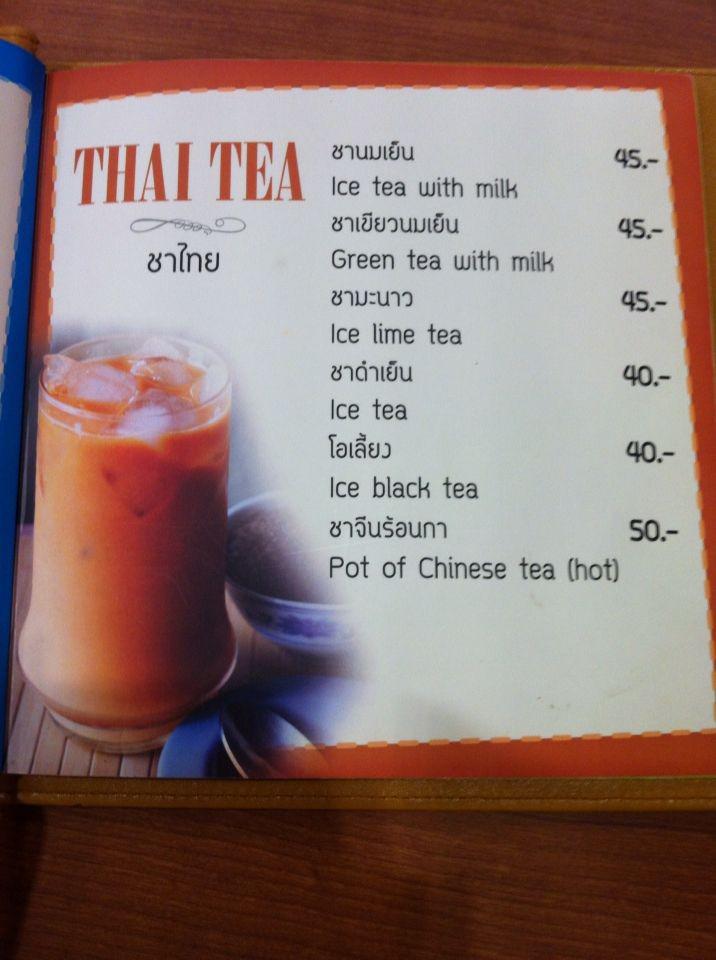 THAI TEA
ชาไทย
ชานมเย็น 45.-
Ice tea with milk
ชาเขียวนมเย็น 45.-
Green tea with milk
ชามะนาว 45.-
Ice lime tea
ชาดำเย็น 40.-
Ice tea
โอเลี้ยง 40.-
Ice black tea
ชาจีนร้อนกา 50.-
Pot of Chinese tea (hot)